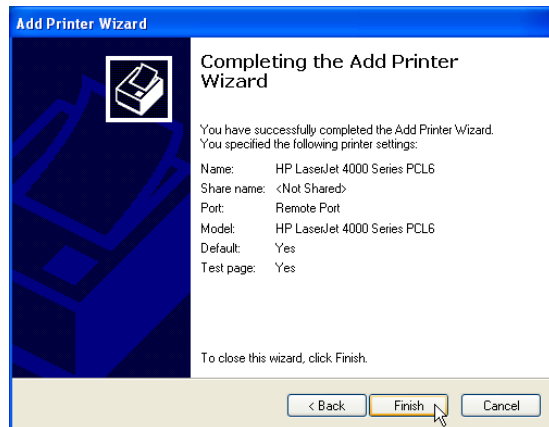 Add Printer Wizard
Completing the Add Printer
Wizard
You have successfully completed the Add Printer Wizard.
You specified the following printer settings:
Name: HP LaserJet 4000 Series PCL6
Share name: <Not Shared>
Port: Remote Port
Model: HP LaserJet 4000 Series PCL6
Default: Yes
Test page: Yes
To close this wizard, click Finish.
< Back Finish Cancel